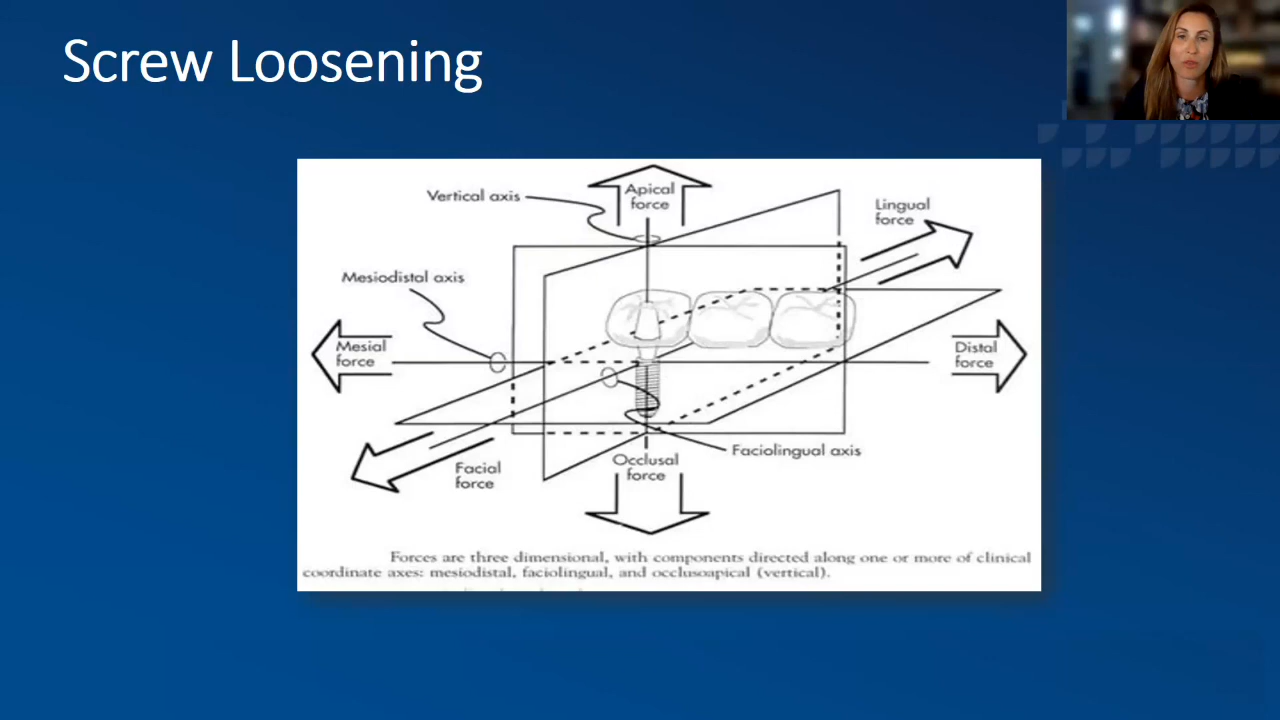 Screw Loosening
Vertical axis
Apical
force
Lingual
force
Mesiodistal axis
Mesial
force
Distal
force
Facial
force
Occlusal
force
Faciolingual axis
Forces are three dimensional, with components directed along one or more of clinical
coordinate axes: mesiodistal, faciolingual, and occlusoapical (vertical).